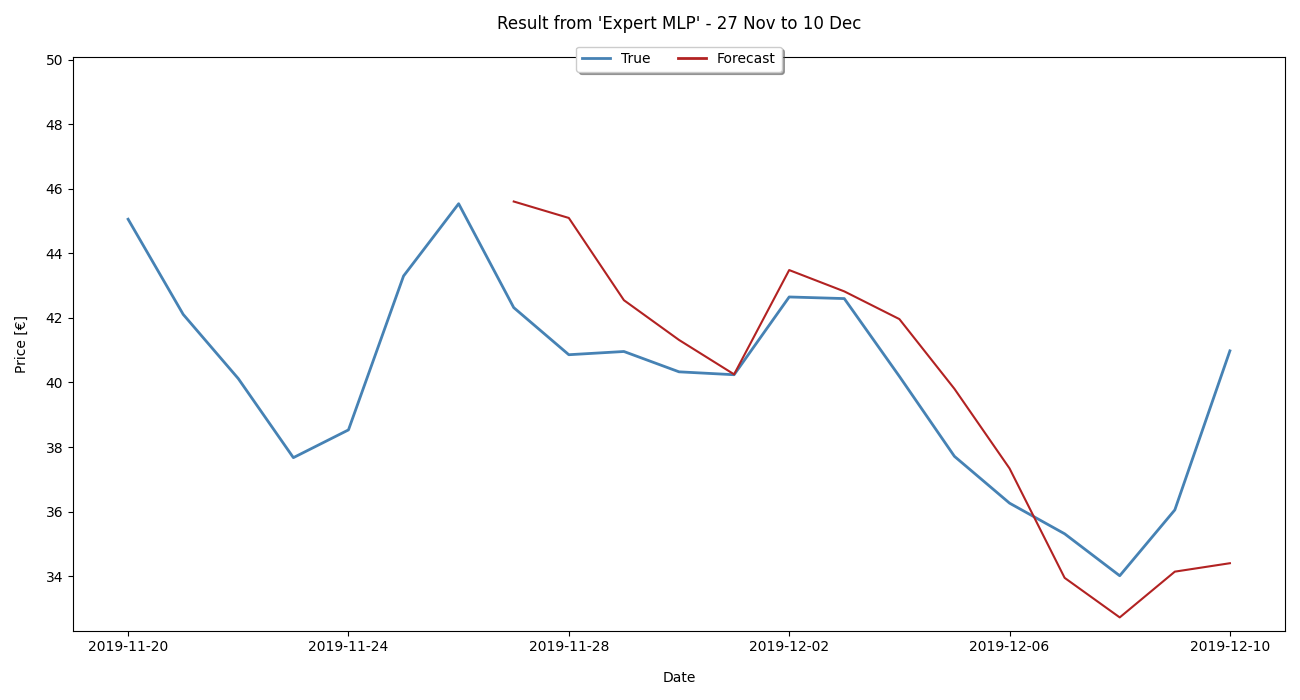 Result from 'Expert MLP' - 27 Nov to 10 Dec
True Forecast
50
48
46
44
42
40
38
36
34
Price [€]
2019-11-20 2019-11-24 2019-11-28 2019-12-02 2019-12-06 2019-12-10
Date